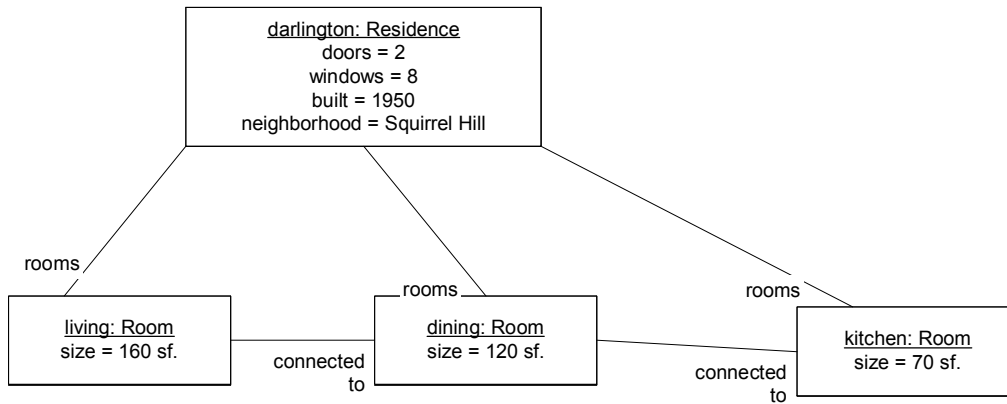 darlington: Residence
doors = 2
windows = 8
built = 1950
neighborhood = Squirrel Hill
rooms
rooms
rooms
living: Room
size = 160 sf.
connected
to
dining: Room
size = 120 sf.
connected
to
kitchen: Room
size = 70 sf.